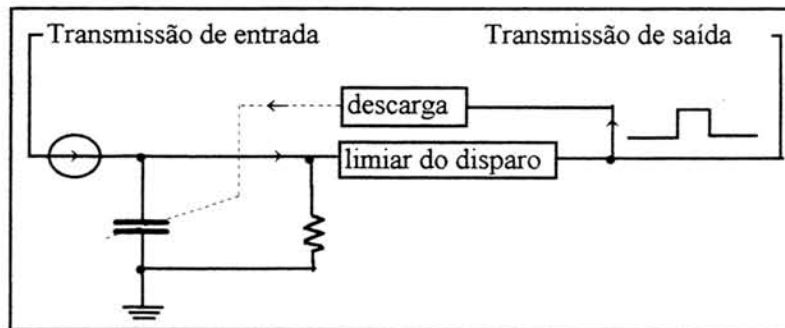 Transmissão de entrada
Transmissão de saída
descarga
limiar do disparo